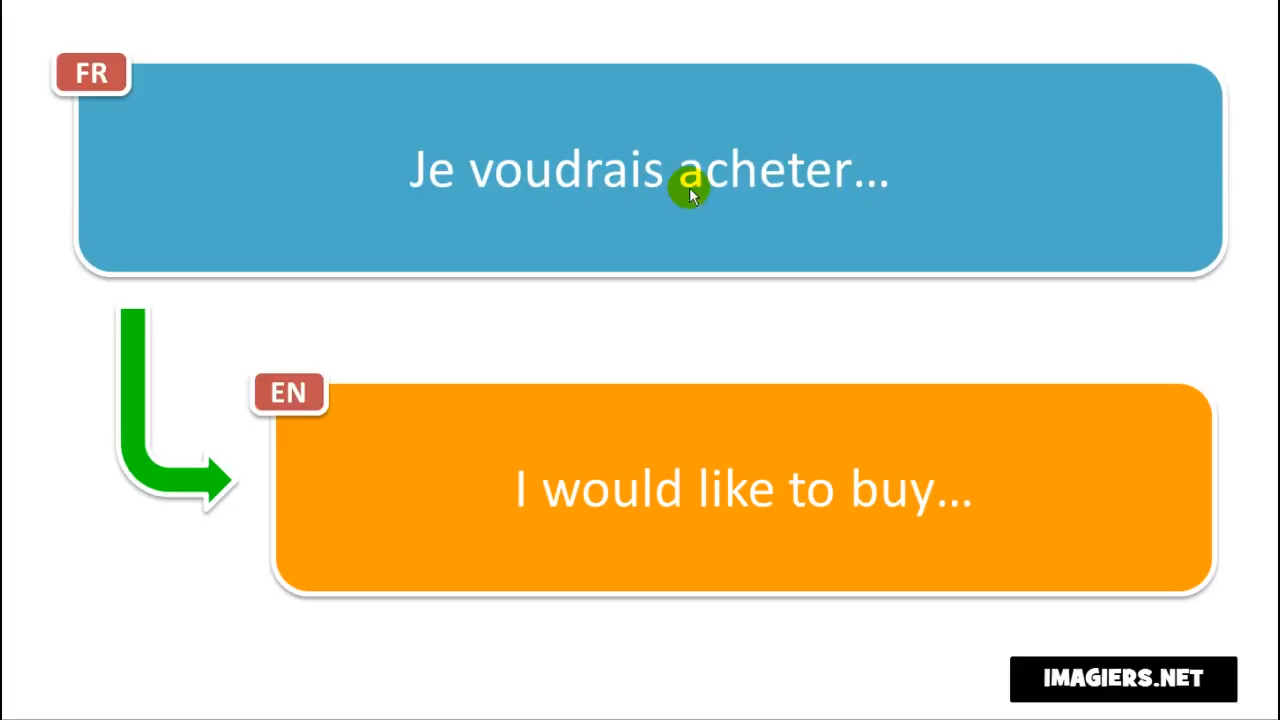 FR
Je voudrais acheter…
EN
I would like to buy…
IMAGIERS.NET